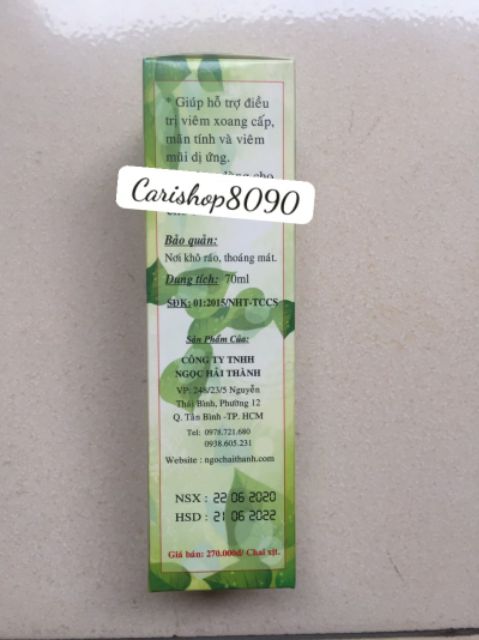 * Giúp hỗ trợ điều
trị viêm xoang cấp,
mãn tính và viêm
mũi dị ứng.
Carishop8090
Bảo quản:
Nơi khô ráo, thoáng mát.
Dung tích: 70ml
SĐK: 01:2015/NHT-TCCS
Sản Phẩm Của:
CÔNG TY TNHH
NGỌC HẢI THÀNH
VP: 248/23/5 Nguyễn
Thái Bình, Phường 12
Q. Tân Bình -TP. HCM
Tel: 0978.721.680
0938.605.231
Website : ngochaithanh.com
NSX : 22 06 2020
HSD : 21 06 2022
Giá bán: 270.000đ/ Chai xịt.